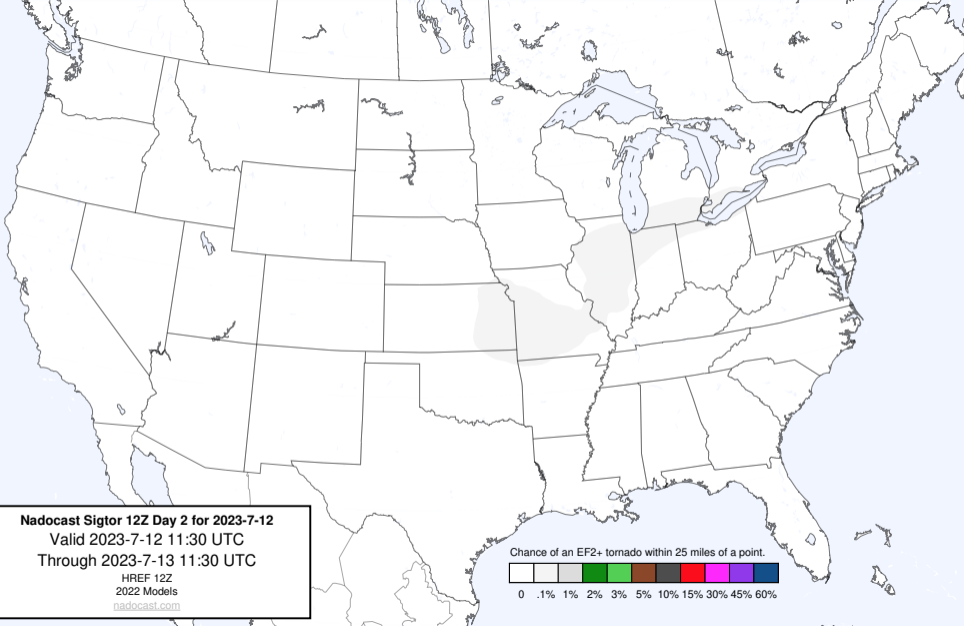 Nadocast Sigtor 12Z Day 2 for 2023-7-12
Valid 2023-7-12 11:30 UTC
Through 2023-7-13 11:30 UTC
HREF 12Z
2022 Models
nadocast.com
Chance of an EF2+ tornado within 25 miles of a point.
0 .1% 1% 2% 3% 5% 10% 15% 30% 45% 60%